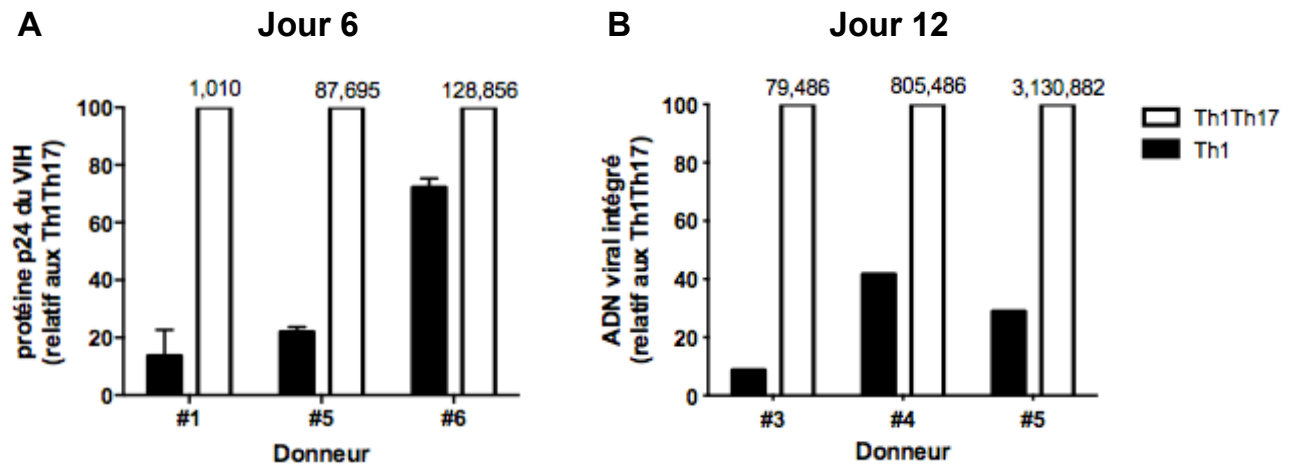 A
Jour 6
1,010
87,695
128,856
protéine p24 du VIH
(relatif aux Th1Th17)
100
80
60
40
20
0
#1
#5
#6
Donneur
B
Jour 12
79,486
805,486
3,130,882
ADN viral intégré
(relatif aux Th1Th17)
100
80
60
40
20
0
#3
#4
#5
Donneur
Th1Th17
Th1